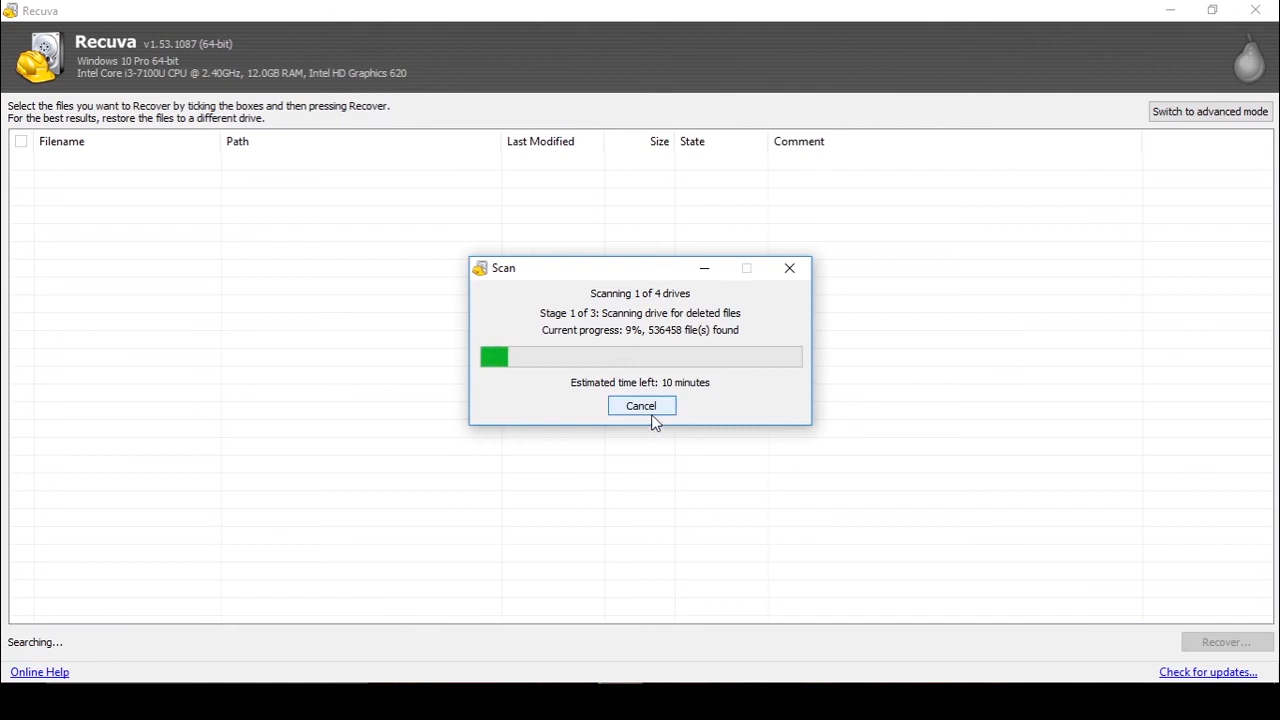 Recuva
Recuva v1.53.1087 (64-bit)
Windows 10 Pro 64-bit
Intel Core i3-7100U CPU @ 2.40GHz, 12.0GB RAM, Intel HD Graphics 620
Select the files you want to Recover by ticking the boxes and then pressing Recover.
For the best results, restore the files to a different drive.
Switch to advanced mode
Filename Path Last Modified Size State Comment
Scan
Scanning 1 of 4 drives
Stage 1 of 3: Scanning drive for deleted files
Current progress: 9%, 536458 file(s) found
Estimated time left: 10 minutes
Cancel
Searching...
Recover...
Online Help
Check for updates...